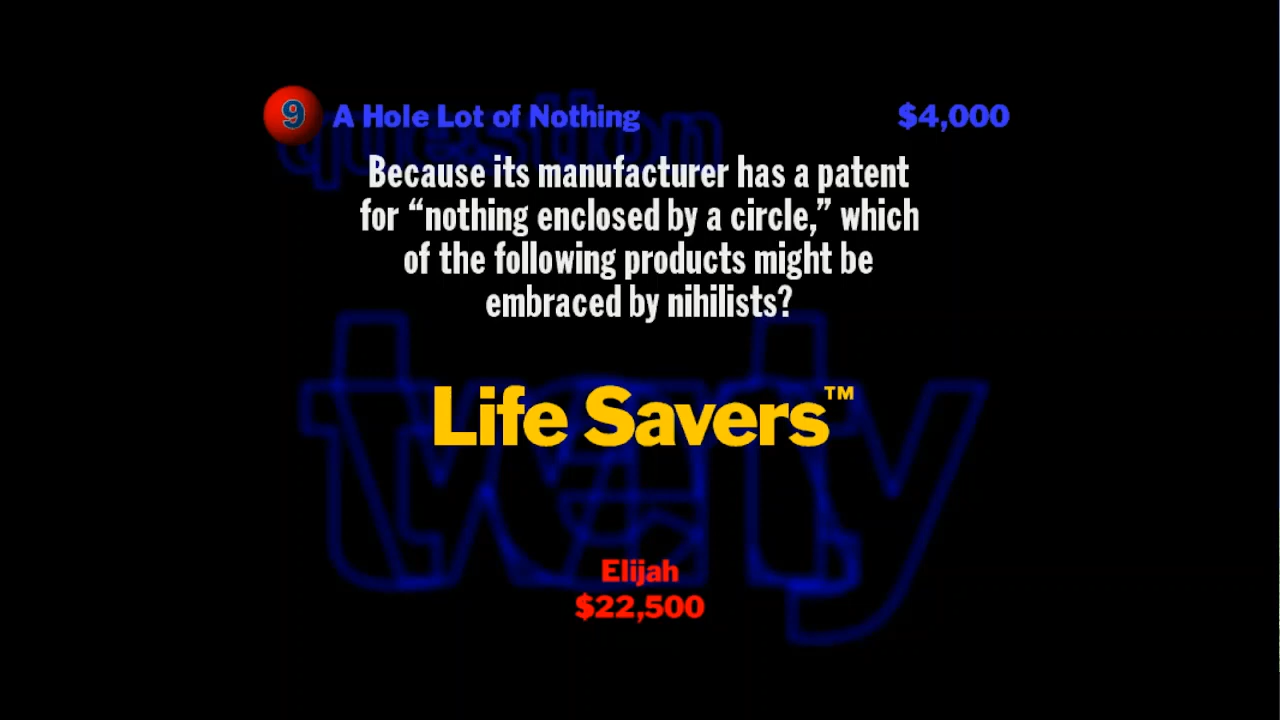 9 A Hole Lot of Nothing $4,000
question
Because its manufacturer has a patent
for “nothing enclosed by a circle,” which
of the following products might be
embraced by nihilists?
Life Savers™
Elijah
$22,500